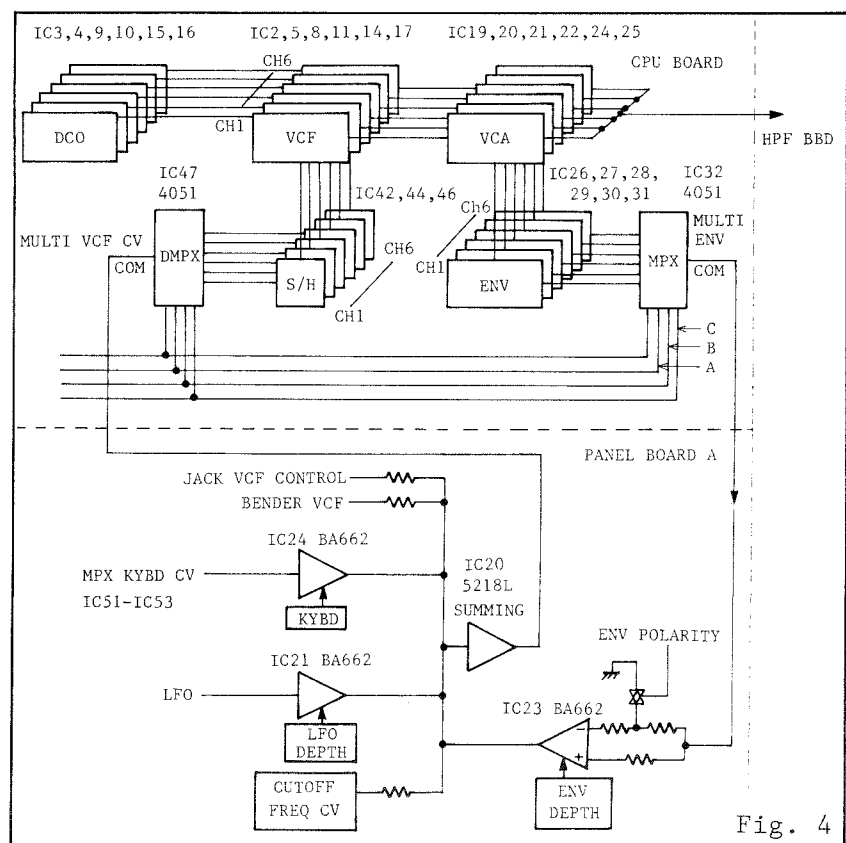 IC3,4,9,10,15,16
IC2,5,8,11,14,17
IC19,20,21,22,24,25
CH6
CPU BOARD
DCO
CH1
VCF
VCA
HPF BBD
IC47
4051
IC42,44,46
IC26,27,28,
29,30,31
IC32
4051
MULTI VCF CV
COM
DMPX
S/H
CH6
CH1
Ch6
CH1
ENV
MPX
MULTI
ENV
COM
C
B
A
PANEL BOARD A
JACK VCF CONTROL
BENDER VCF
IC24 BA662
MPX KYBD CV
IC51-IC53
KYBD
IC20
5218L
SUMMING
ENV POLARITY
IC21 BA662
LFO
LFO
DEPTH
IC23 BA662
-
+
CUTOFF
FREQ CV
ENV
DEPTH
Fig. 4